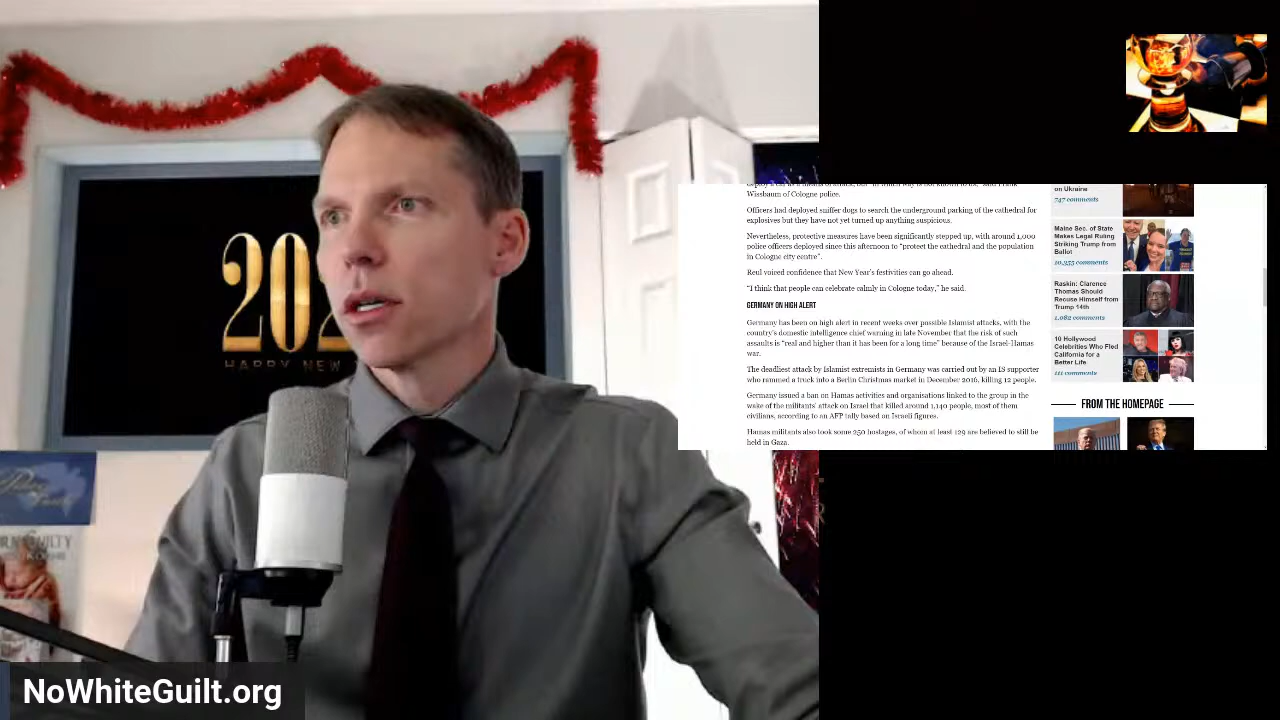 202
HAPPY NEW
NoWhiteGuilt.org
Wissbaum of Cologne police.
Officers had deployed sniffer dogs to search the underground parking of the cathedral for
explosives but they have not yet turned up anything suspicious.
Nevertheless, protective measures have been significantly stepped up, with around 1,000
police officers deployed since this afternoon to “protect the cathedral and the population
in Cologne city centre”.
Reul voiced confidence that New Year’s festivities can go ahead.
“I think that people can celebrate calmly in Cologne today,” he said.
GERMANY ON HIGH ALERT
Germany has been on high alert in recent weeks over possible Islamist attacks, with the
country’s domestic intelligence chief warning in late November that the risk of such
assaults is “real and higher than it has been for a long time” because of the Israel-Hamas
war.
The deadliest attack by Islamist extremists in Germany was carried out by an IS supporter
who rammed a truck into a Berlin Christmas market in December 2016, killing 12 people.
Germany issued a ban on Hamas activities and organisations linked to the group in the
wake of the militants’ attack on Israel that killed around 1,140 people, most of them
civilians, according to an AFP tally based on Israeli figures.
Hamas militants also took some 250 hostages, of whom at least 129 are believed to still be
held in Gaza.
on Ukraine
747 comments
Maine Sec. of State
Makes Legal Ruling
Striking Trump from
Ballot
10,355 comments
Raskin: Clarence
Thomas Should
Recuse Himself from
Trump 14th
1,082 comments
10 Hollywood
Celebrities Who Fled
California for a
Better Life
111 comments
FROM THE HOMEPAGE